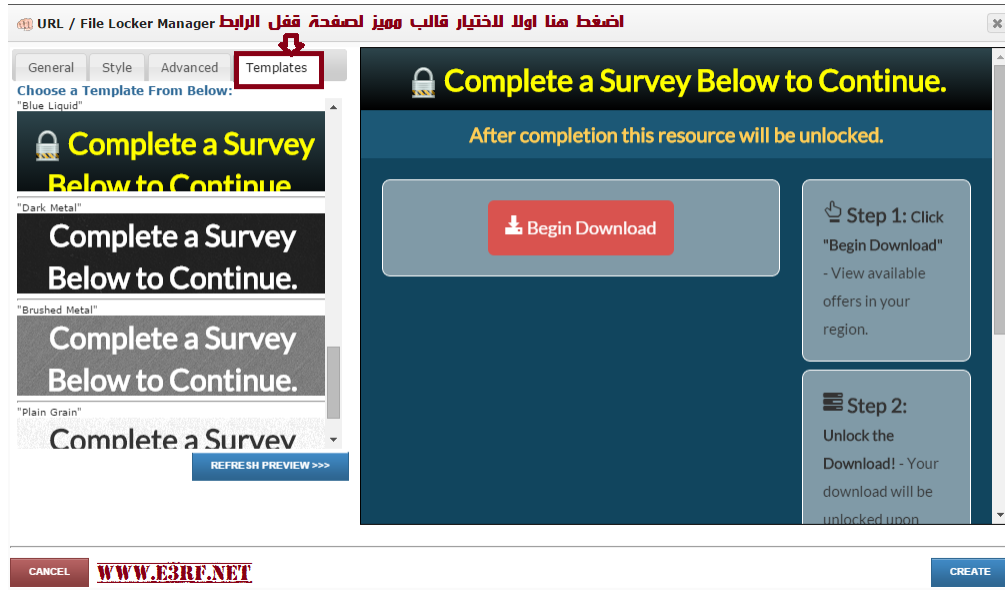 URL / File Locker Manager اضغط هنا اولا لاختيار قالب مميز لصفحة قفل الرابط
General Style Advanced Templates
Choose a Template From Below:
"Blue Liquid"
Complete a Survey
Below to Continue
"Dark Metal"
Complete a Survey
Below to Continue.
"Brushed Metal"
Complete a Survey
Below to Continue.
"Plain Grain"
Complete a Survey
REFRESH PREVIEW >>>
Complete a Survey Below to Continue.
After completion this resource will be unlocked.
Begin Download
Step 1: Click
"Begin Download"
- View available
offers in your
region.
Step 2:
Unlock the
Download! - Your
download will be
unlocked upon
CANCEL
WWW.E3RF.NET
CREATE